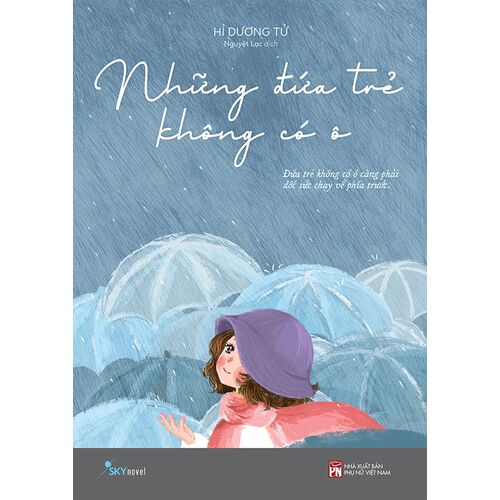 HỈ DƯƠNG TỬ
Nguyệt Lạc dịch
Những đứa trẻ
không có ô
Đứa trẻ không có ô càng phải
dốc sức chạy về phía trước.
SKYnovel
PN
NHÀ XUẤT BẢN
PHỤ NỮ VIỆT NAM